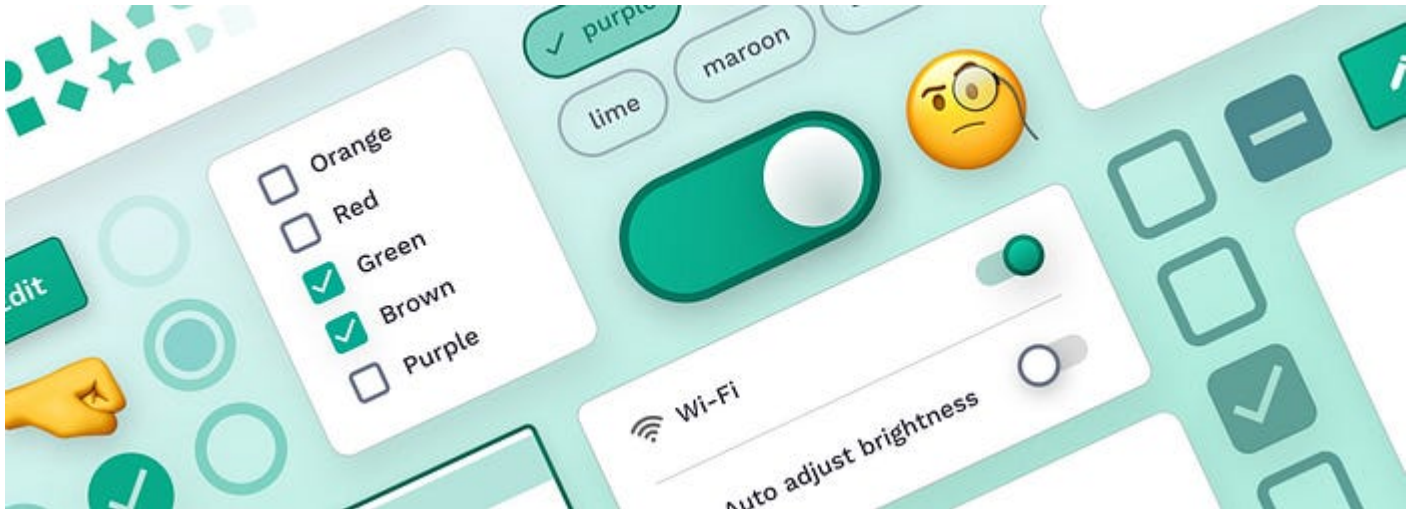 purple
maroon
lime
Orange
Red
Green
Brown
Purple
Edit
Wi-Fi
Auto adjust brightness